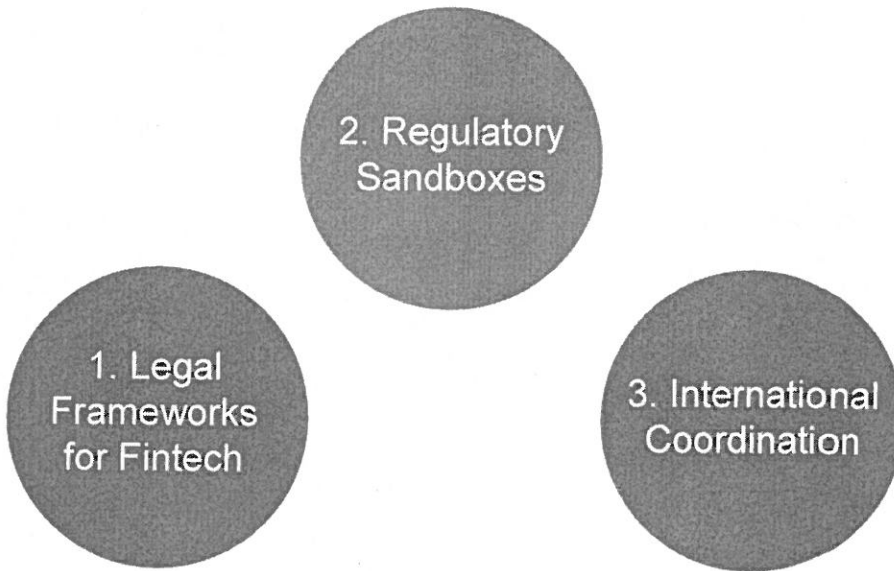 1. Legal
Frameworks
for Fintech
2. Regulatory
Sandboxes
3. International
Coordination